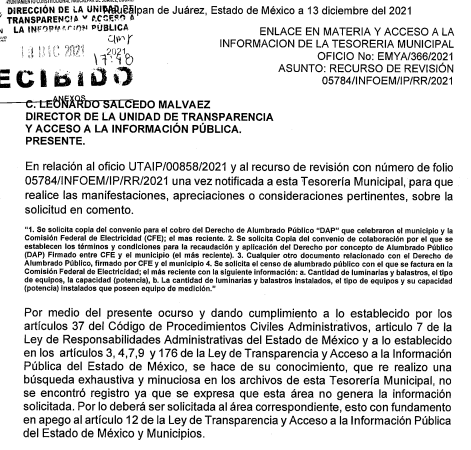 DIRECCIÓN DE LA UNIDAD DE
TRANSPARENCIA Y ACCESO A
LA INFORMACIÓN PÚBLICA
de Juárez, Estado de México a 13 diciembre del 2021
DIC 2021
ECIBIDO
ANEXOS
ENLACE EN MATERIA Y ACCESO A LA
INFORMACION DE LA TESORERIA MUNICIPAL
OFICIO No: EMYA/366/2021
ASUNTO: RECURSO DE REVISIÓN
05784/INFOEM/IP/RR/2021
C. LEONARDO SALCEDO MALVAEZ
DIRECTOR DE LA UNIDAD DE TRANSPARENCIA
Y ACCESO A LA INFORMACIÓN PÚBLICA.
PRESENTE.
En relación al oficio UTAIP/00858/2021 y al recurso de revisión con número de folio
05784/INFOEM/IP/RR/2021 una vez notificada a esta Tesorería Municipal, para que
realice las manifestaciones, apreciaciones o consideraciones pertinentes, sobre la
solicitud en comento.
"1. Se solicita copia del convenio para el cobro del Derecho de Alumbrado Público "DAP" que celebraron el municipio y la
Comisión Federal de Electricidad (CFE); el mas reciente. 2. Se solicita Copia del convenio de colaboración por el que se
establecen los términos y condiciones para la recaudación y aplicación del Derecho por concepto de Alumbrado Público
(DAP) Firmado entre CFE y el municipio (el más reciente). 3. Cualquier otro documento relacionado con el Derecho de
Alumbrado Público, firmado por CFE y el municipio 4. Se solicita el censo de alumbrado público con el que se factura en la
Comisión Federal de Electricidad; el más reciente con la siguiente información: a. Cantidad de luminarias y balastros, el tipo
de equipos, la capacidad (potencia), b. La cantidad de luminarias y balastros instalados, el tipo de equipos y su capacidad
(potencia) instalados que poseen equipo de medición."
Por medio del presente ocurso y dando cumplimiento a lo establecido por los
artículos 37 del Código de Procedimientos Civiles Administrativos, articulo 7 de la
Ley de Responsabilidades Administrativas del Estado de México y a lo establecido
en los artículos 3, 4,7,9 y 176 de la Ley de Transparencia y Acceso a la Información
Pública del Estado de México, se hace de su conocimiento, que re realizo una
búsqueda exhaustiva y minuciosa en los archivos de esta Tesorería Municipal, no
se encontró registro ya que se expresa que esta área no genera la información
solicitada. Por lo deberá ser solicitada al área correspondiente, esto con fundamento
en apego al artículo 12 de la Ley de Transparencia y Acceso a la Información Pública
del Estado de México y Municipios.